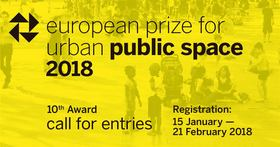 european prize for
urban public space
2018
10th Award
call for entries
Registration:
15 January —
21 February 2018